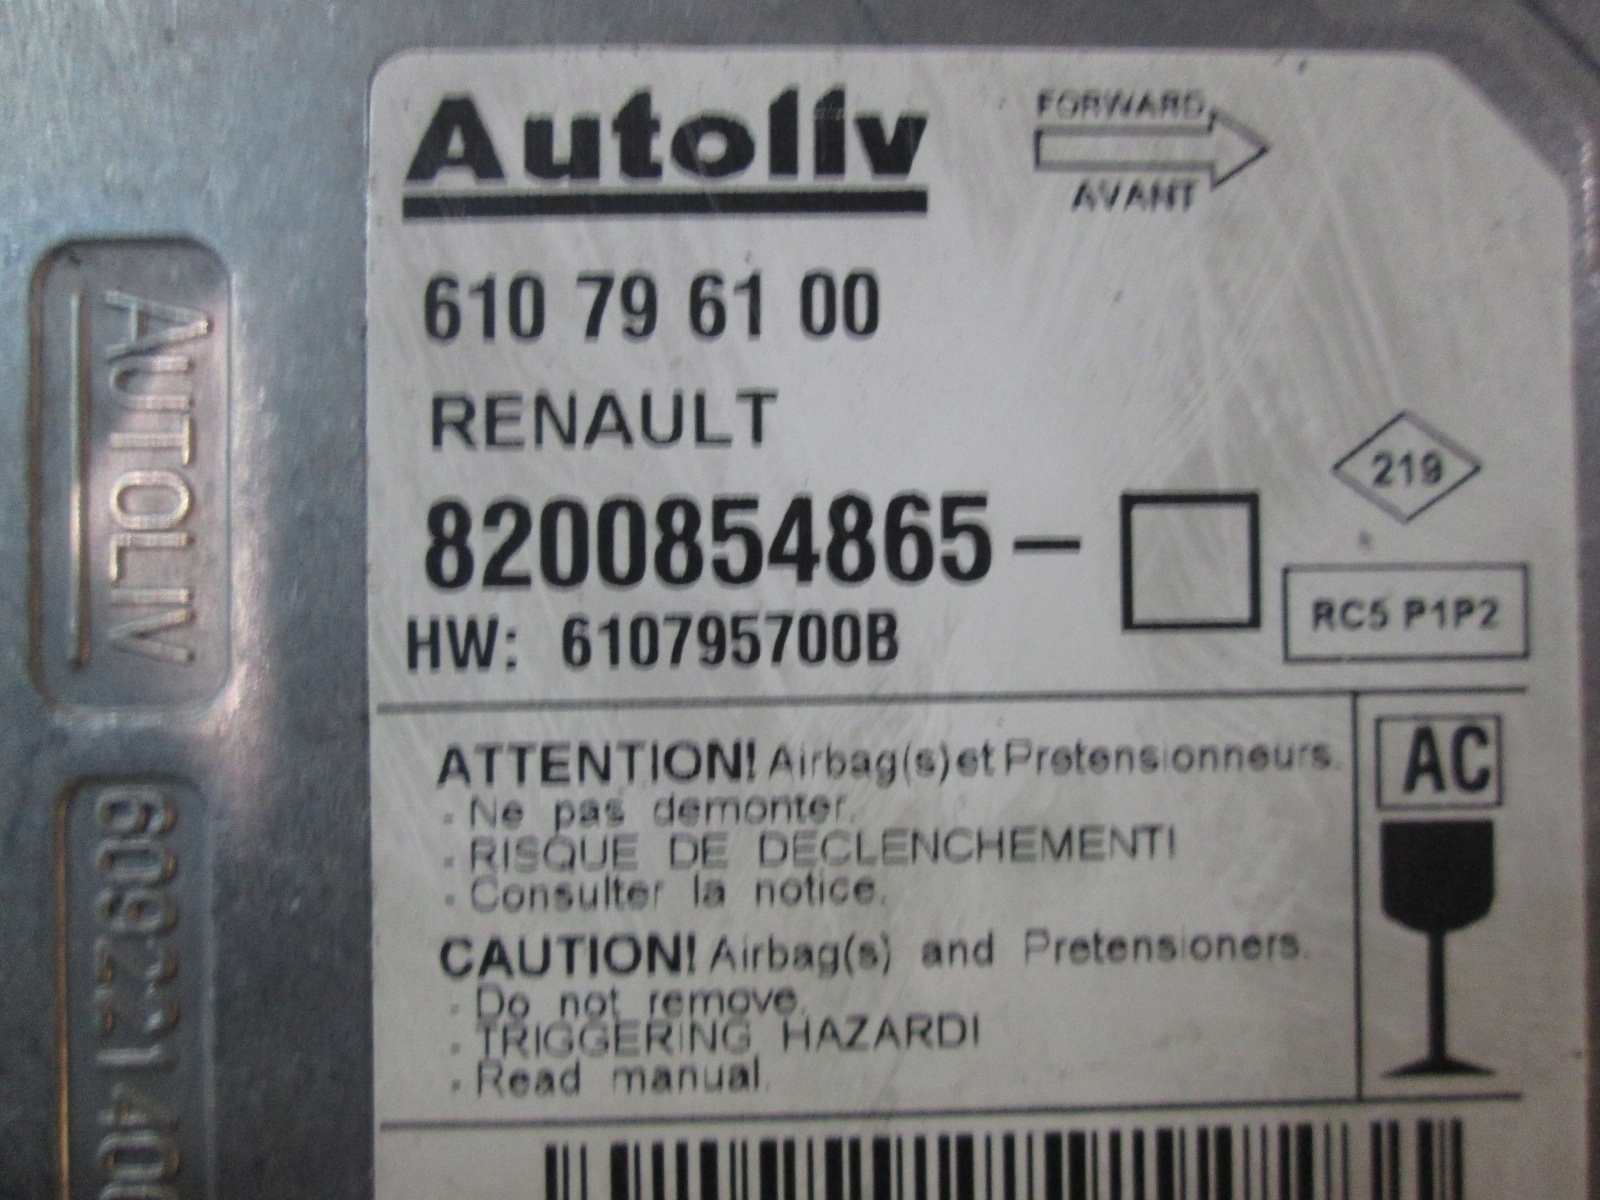 Autoliv
FORWARD
AVANT
610 79 61 00
RENAULT
219
8200854865-
RC5 P1P2
HW: 610795700B
ATTENTION! Airbag(s) et Pretensionneurs.
- Ne pas demonter.
- RISQUE DE DECLENCHEMENT!
- Consulter la notice.
AC
CAUTION! Airbag(s) and Pretensioners.
- Do not remove.
- TRIGGERING HAZARD!
- Read manual.
AUTOLIV
609221400